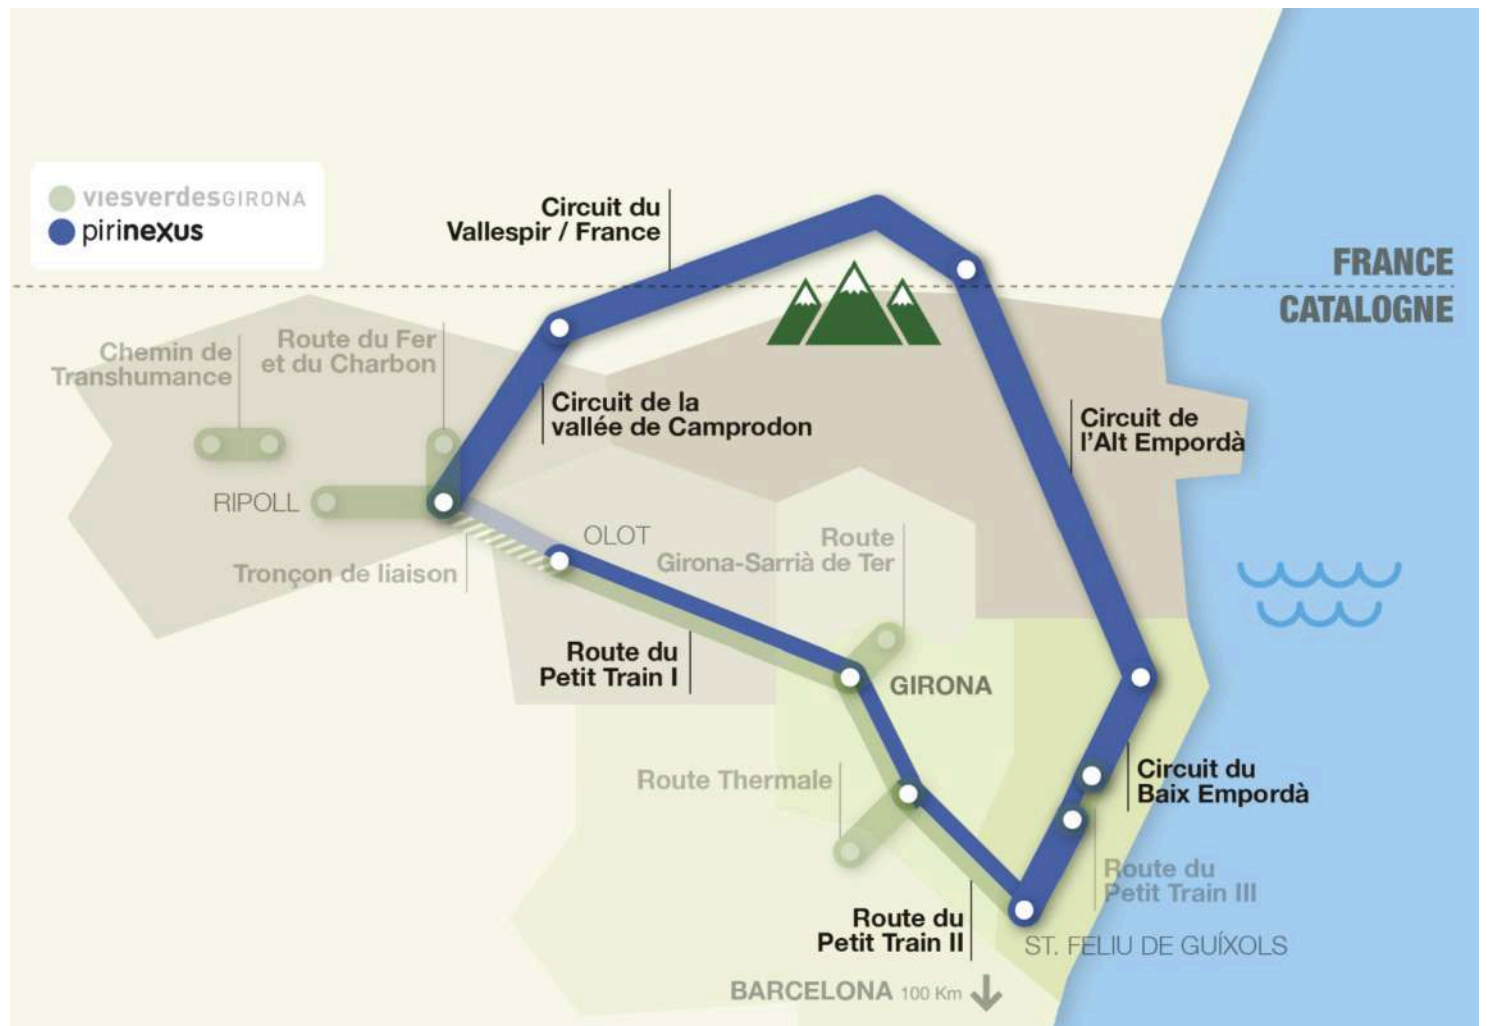 viesverdesGIRONA
pirinexus
Circuit du
Vallespir / France
FRANCE
CATALOGNE
Chemin de
Transhumance
Route du Fer
et du Charbon
Circuit de la
vallée de Camprodon
Circuit de
l'Alt Empordà
RIPOLL
OLOT
Tronçon de liaison
Route
Girona-Sarrià de Ter
Route du
Petit Train I
GIRONA
Route Thermale
Circuit du
Baix Empordà
Route du
Petit Train III
Route du
Petit Train II
ST. FELIU DE GUÍXOLS
BARCELONA 100 Km